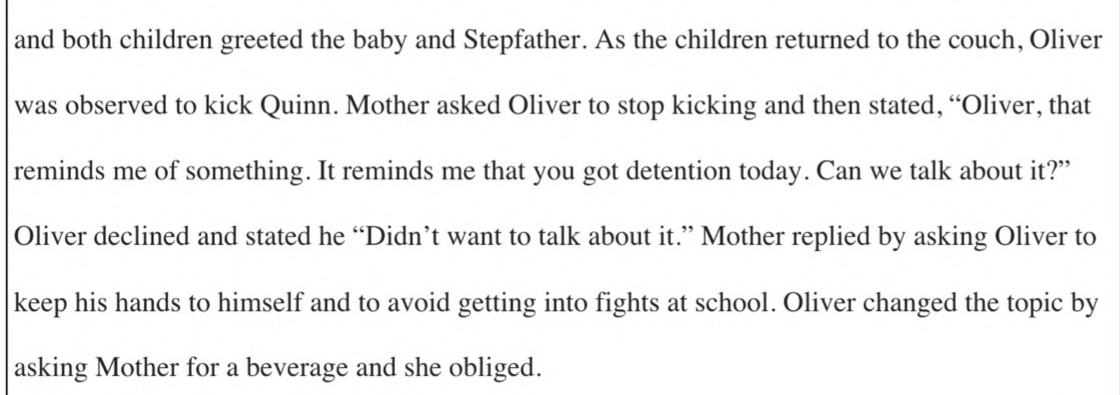 and both children greeted the baby and Stepfather. As the children returned to the couch, Oliver
was observed to kick Quinn. Mother asked Oliver to stop kicking and then stated, “Oliver, that
reminds me of something. It reminds me that you got detention today. Can we talk about it?”
Oliver declined and stated he “Didn’t want to talk about it.” Mother replied by asking Oliver to
keep his hands to himself and to avoid getting into fights at school. Oliver changed the topic by
asking Mother for a beverage and she obliged.